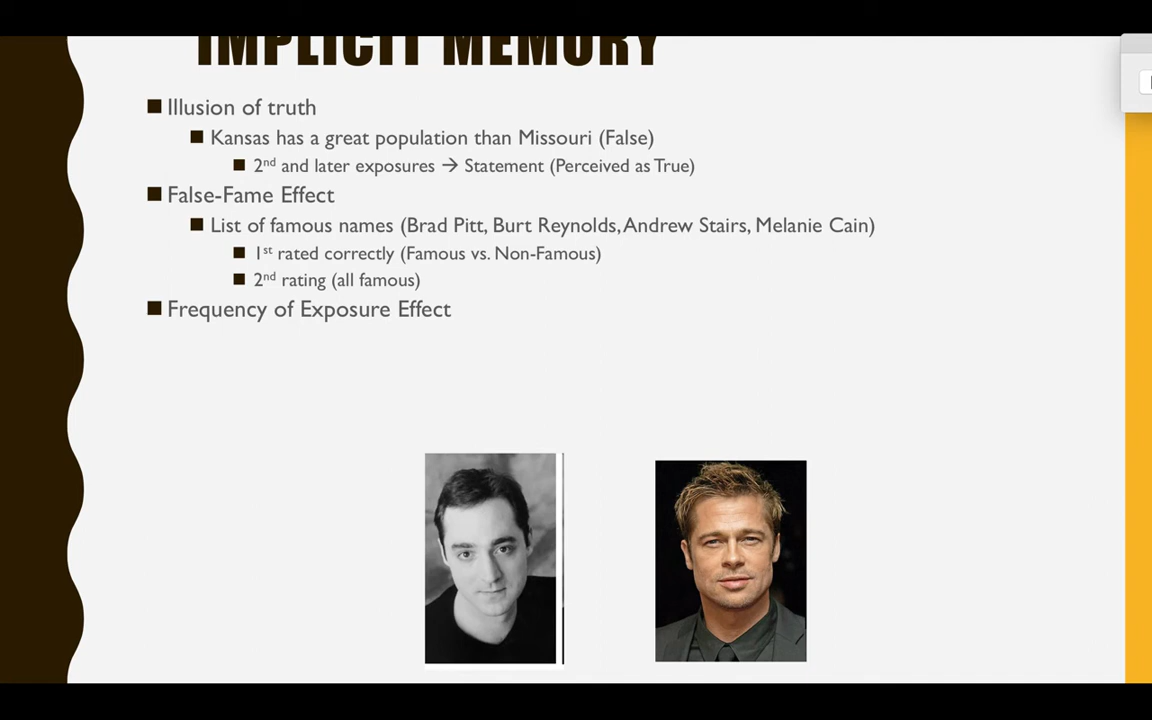 IMPLICIT MEMORY
Illusion of truth
Kansas has a great population than Missouri (False)
2nd and later exposures → Statement (Perceived as True)
False-Fame Effect
List of famous names (Brad Pitt, Burt Reynolds, Andrew Stairs, Melanie Cain)
1st rated correctly (Famous vs. Non-Famous)
2nd rating (all famous)
Frequency of Exposure Effect